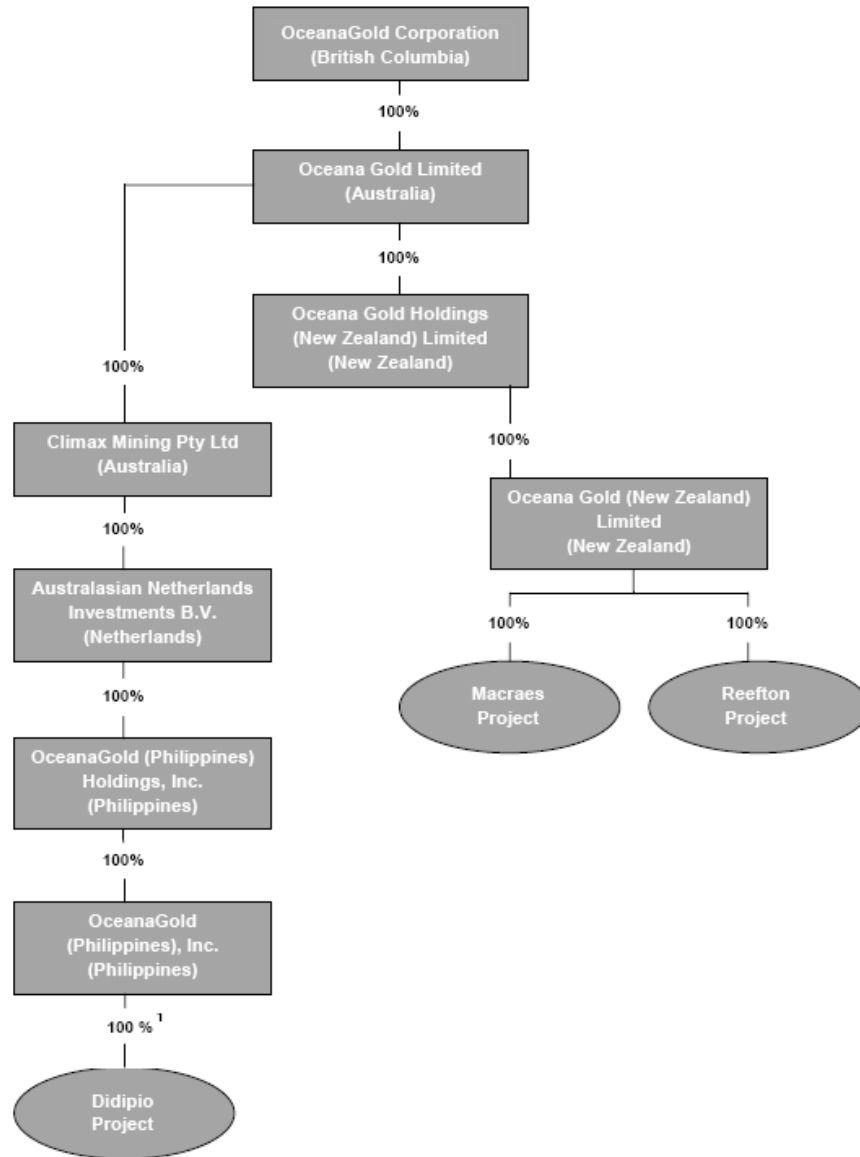 OceanaGold Corporation
(British Columbia)
100%
Oceana Gold Limited
(Australia)
100%
Oceana Gold Holdings
(New Zealand) Limited
(New Zealand)
100%
Climax Mining Pty Ltd
(Australia)
100%
Oceana Gold (New Zealand)
Limited
(New Zealand)
100%
Australasian Netherlands
Investments B.V.
(Netherlands)
100%
100%
Macraes
Project
Reefton
Project
100%
OceanaGold (Philippines)
Holdings, Inc.
(Philippines)
100%
OceanaGold
(Philippines), Inc.
(Philippines)
100 % 1
Didipio
Project